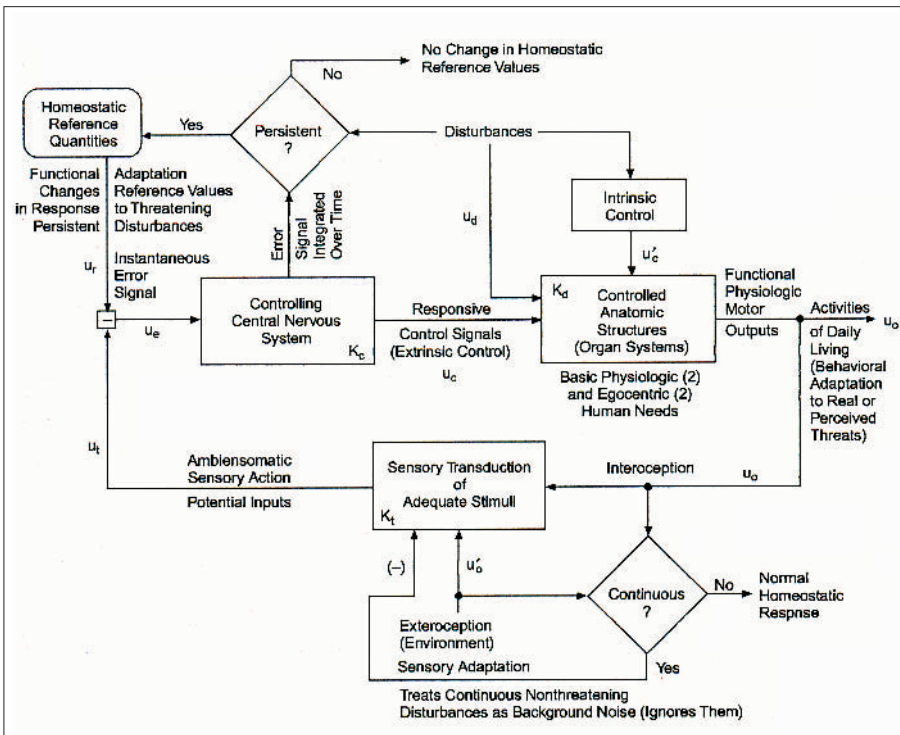 No Change in Homeostatic
Reference Values
No
Homeostatic
Reference
Quantities
Yes
Persistent
?
Disturbances
Functional
Changes
in Response
Persistent
Adaptation
Reference Values
to Threatening
Disturbances
Error
Signal
Integrated
Over Time
u_d
Intrinsic
Control
u'_c
u_r
Instantaneous
Error
Signal
−
u_e
Controlling
Central Nervous
System
K_c
Responsive
Control Signals
(Extrinsic Control)
u_c
K_d
Controlled
Anatomic
Structures
(Organ Systems)
Functional
Physiologic
Motor
Outputs
Activities
of Daily
Living
(Behavioral
Adaptation
to Real or
Perceived
Threats)
u_o
Basic Physiologic (2)
and Egocentric (2)
Human Needs
u_t
Ambiensomatic
Sensory Action
Potential Inputs
Sensory Transduction
of
Adequate Stimuli
K_t
Interoception
u_o
(−)
u'_o
Continuous
?
No
Normal
Homeostatic
Respnse
Exteroception
(Environment)
Sensory Adaptation
Yes
Treats Continuous Nonthreatening
Disturbances as Background Noise (Ignores Them)